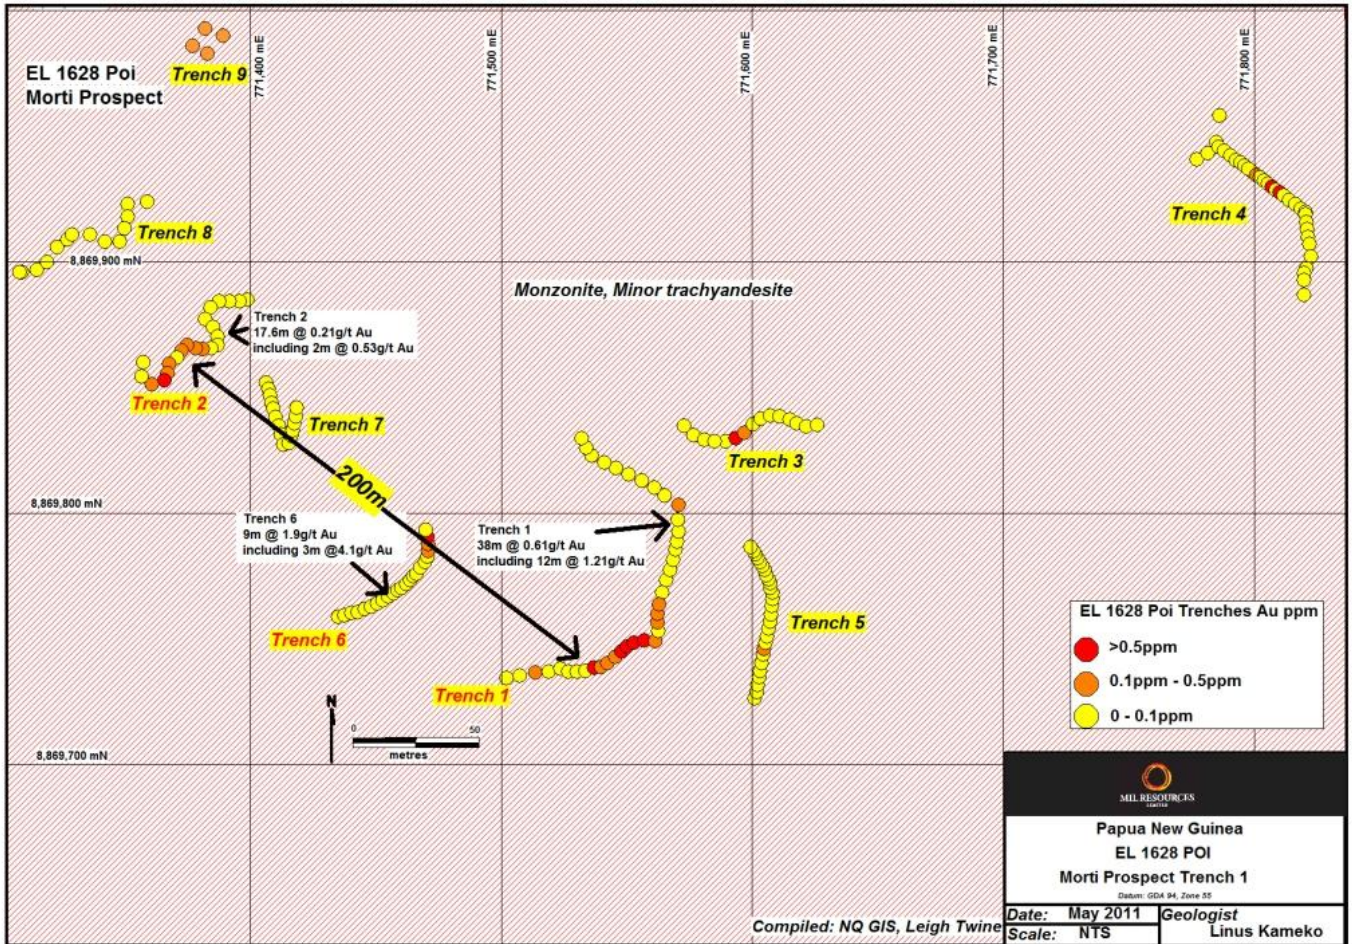 771,400 mE
771,500 mE
771,600 mE
771,700 mE
771,800 mE
EL 1628 Poi
Morti Prospect
Trench 9
Trench 4
Trench 8
8,869,900 mN
Monzonite, Minor trachyandesite
Trench 2
17.6m @ 0.21g/t Au
including 2m @ 0.53g/t Au
Trench 2
Trench 7
Trench 3
200m
8,869,800 mN
Trench 6
9m @ 1.9g/t Au
including 3m @4.1g/t Au
Trench 1
38m @ 0.61g/t Au
including 12m @ 1.21g/t Au
Trench 5
Trench 6
Trench 1
EL 1628 Poi Trenches Au ppm
>0.5ppm
0.1ppm - 0.5ppm
0 - 0.1ppm
N
0 50
metres
8,869,700 mN
MIL RESOURCES
LIMITED
Papua New Guinea
EL 1628 POI
Morti Prospect Trench 1
Datum: GDA 94, Zone 55
Compiled: NQ GIS, Leigh Twine
Date: May 2011
Scale: NTS
Geologist
Linus Kameko